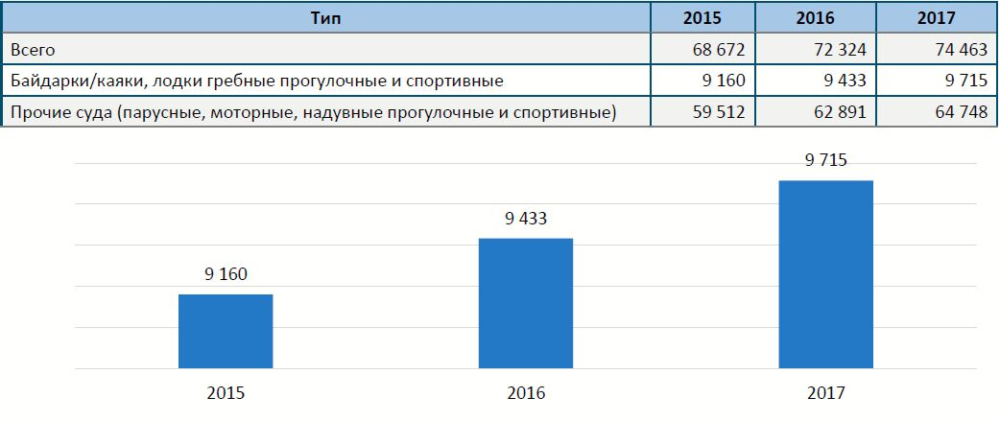 Тип 2015 2016 2017
Всего 68 672 72 324 74 463
Байдарки/каяки, лодки гребные прогулочные и спортивные 9 160 9 433 9 715
Прочие суда (парусные, моторные, надувные прогулочные и спортивные) 59 512 62 891 64 748
9 715
9 433
9 160
2015 2016 2017